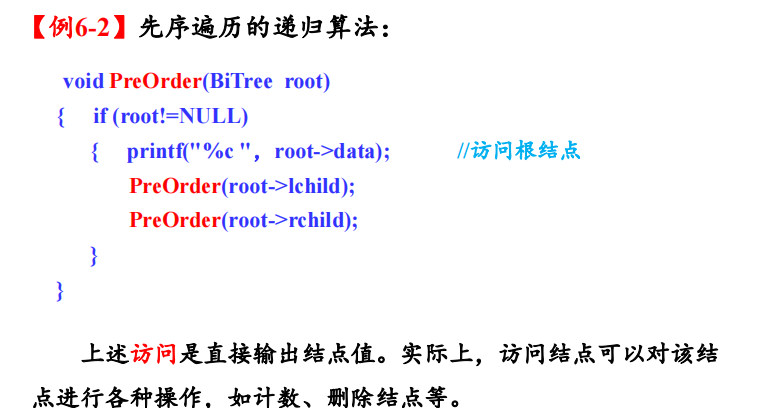 【例6-2】先序遍历的递归算法：
void PreOrder(BiTree root)
{ if (root!=NULL)
{ printf("%c ", root->data); //访问根结点
PreOrder(root->lchild);
PreOrder(root->rchild);
}
}
上述访问是直接输出结点值。实际上，访问结点可以对该结
点进行各种操作，如计数、删除结点等。